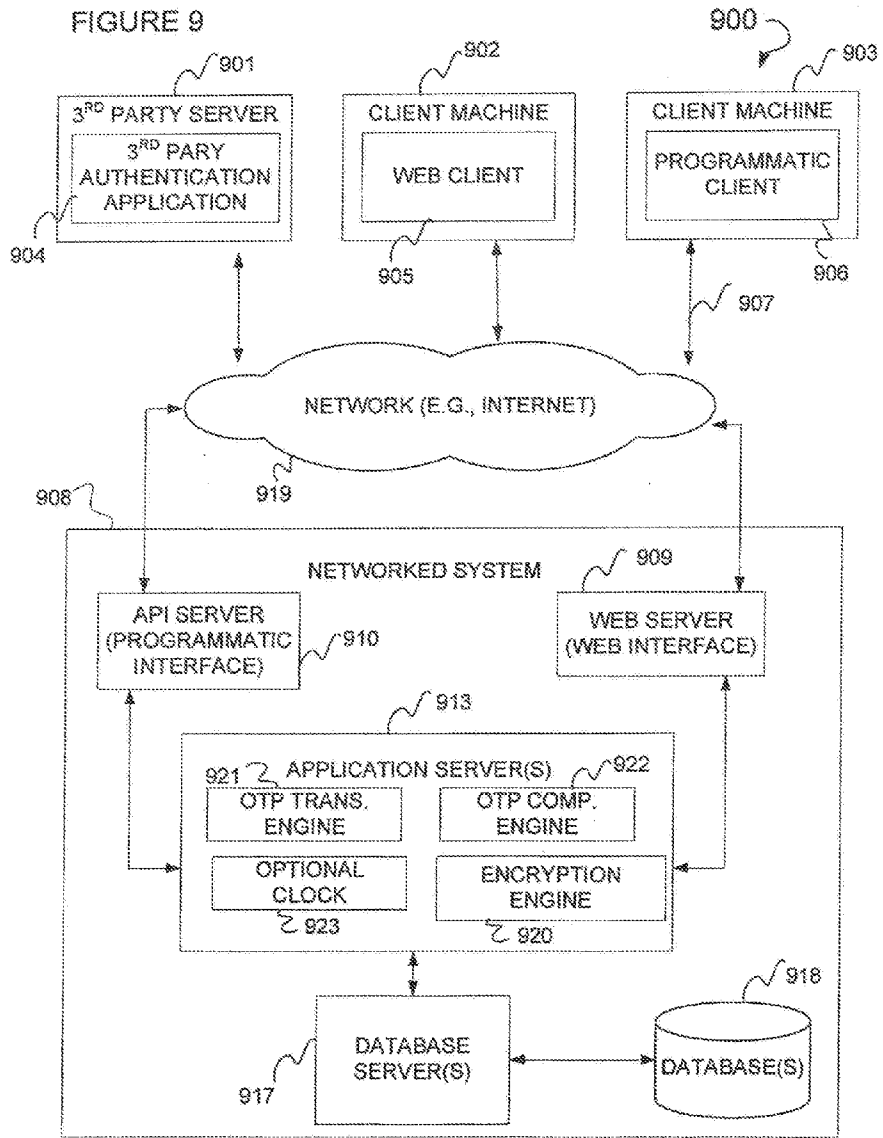 FIGURE 9
900
901
902
903
3RD PARTY SERVER
3RD PARY
AUTHENTICATION
APPLICATION
904
CLIENT MACHINE
WEB CLIENT
905
CLIENT MACHINE
PROGRAMMATIC
CLIENT
906
907
NETWORK (E.G., INTERNET)
919
908
NETWORKED SYSTEM
909
API SERVER
(PROGRAMMATIC
INTERFACE)
910
WEB SERVER
(WEB INTERFACE)
913
APPLICATION SERVER(S)
921
922
OTP TRANS.
ENGINE
OTP COMP.
ENGINE
OPTIONAL
CLOCK
923
ENCRYPTION
ENGINE
920
DATABASE
SERVER(S)
917
918
DATABASE(S)